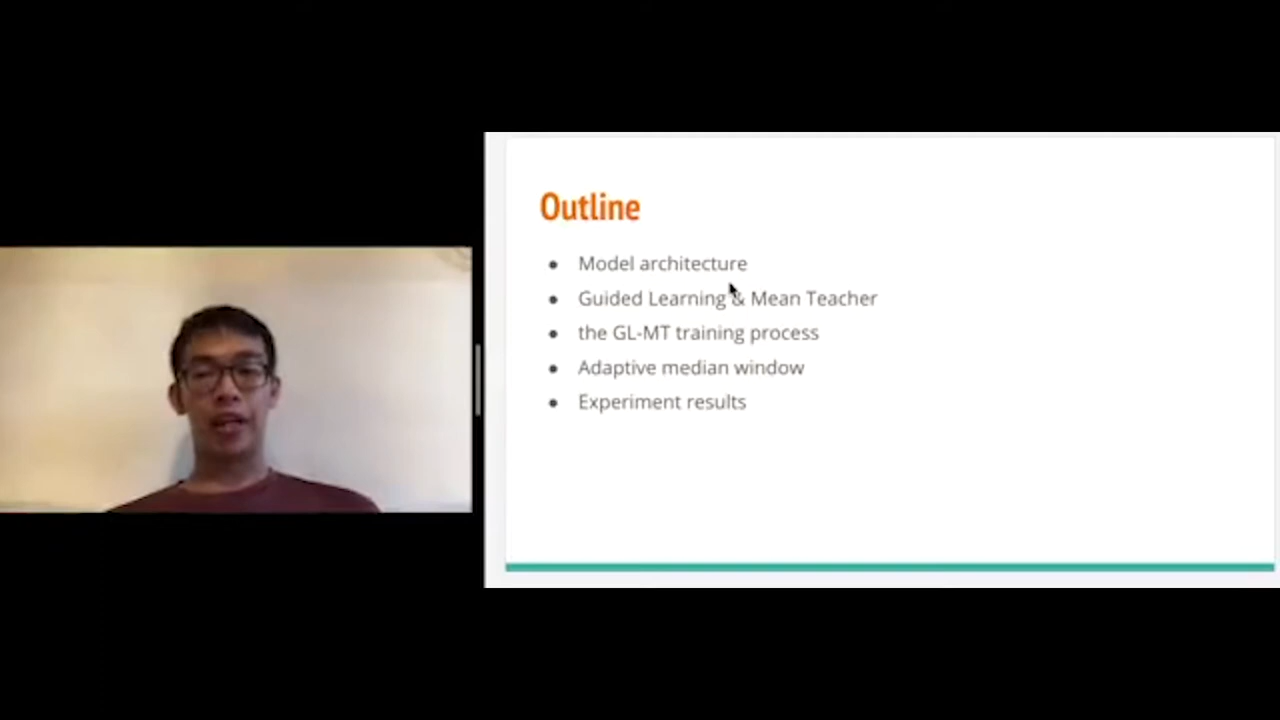 Outline
● Model architecture
● Guided Learning & Mean Teacher
● the GL-MT training process
● Adaptive median window
● Experiment results